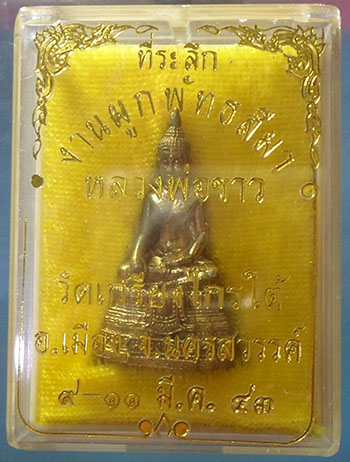 ที่ระลึก
งานผูกพัทธสีมา
หลวงพ่อขาว
วัดเกรียงไกรใต้
อ.เมือง จ.นครสวรรค์
๙-๑๑ มี.ค. ๔๓